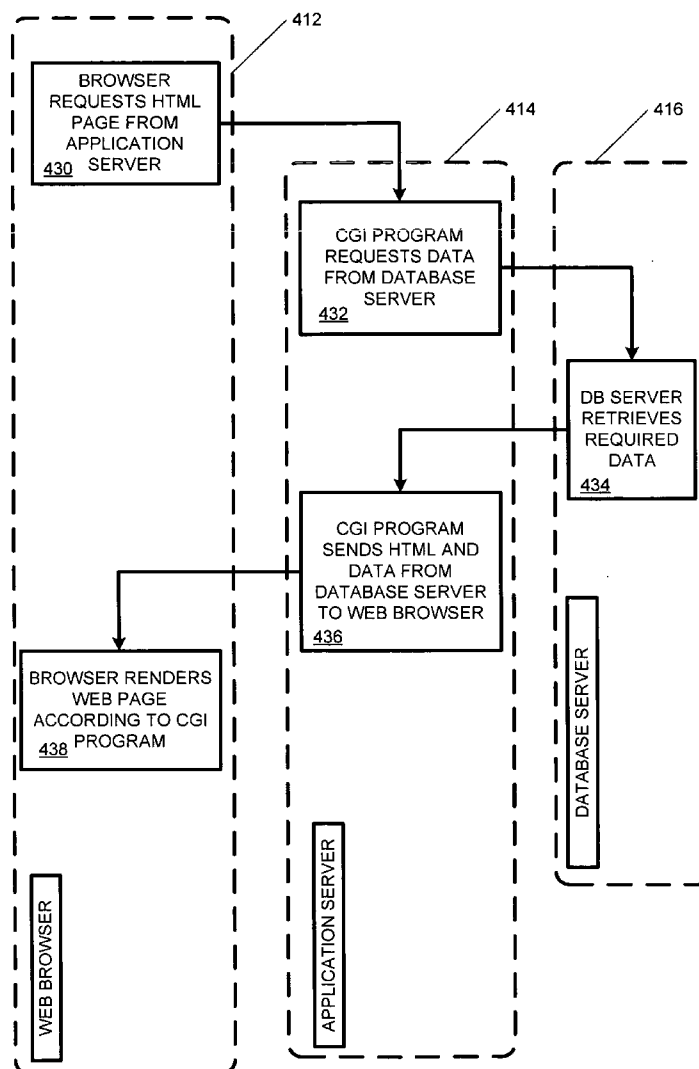 412
BROWSER
REQUESTS HTML
PAGE FROM
APPLICATION
SERVER
430
414
416
CGI PROGRAM
REQUESTS DATA
FROM DATABASE
SERVER
432
DB SERVER
RETRIEVES
REQUIRED
DATA
434
CGI PROGRAM
SENDS HTML AND
DATA FROM
DATABASE SERVER
TO WEB BROWSER
436
BROWSER RENDERS
WEB PAGE
ACCORDING TO CGI
PROGRAM
438
WEB BROWSER
APPLICATION SERVER
DATABASE SERVER